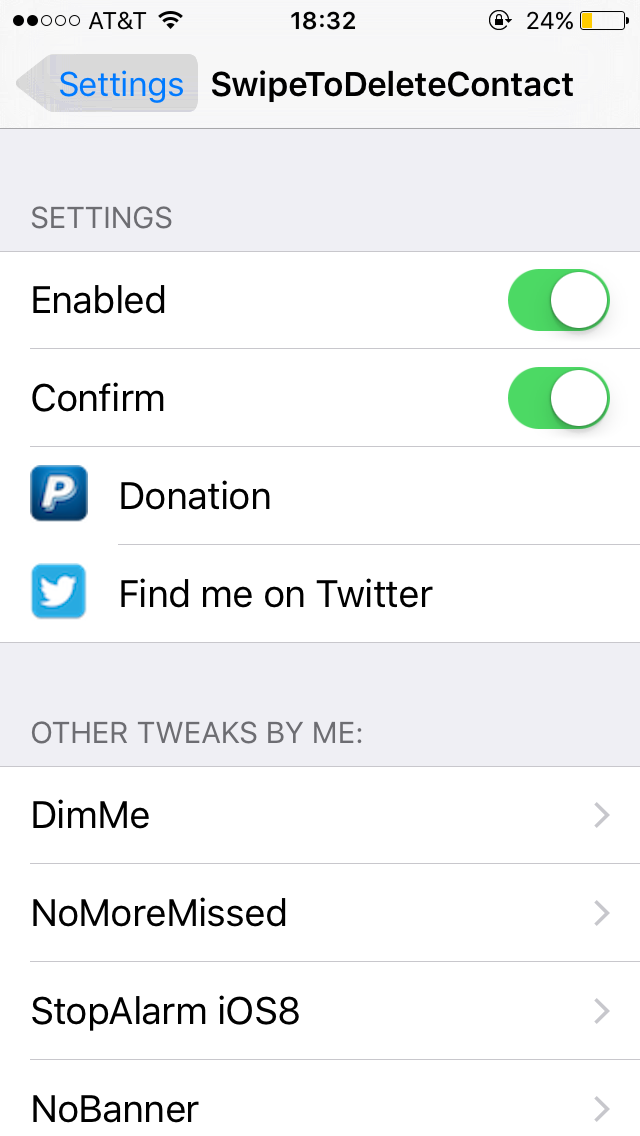 AT&T 18:32 24%
Settings SwipeToDeleteContact
SETTINGS
Enabled
Confirm
Donation
Find me on Twitter
OTHER TWEAKS BY ME:
DimMe
NoMoreMissed
StopAlarm iOS8
NoBanner